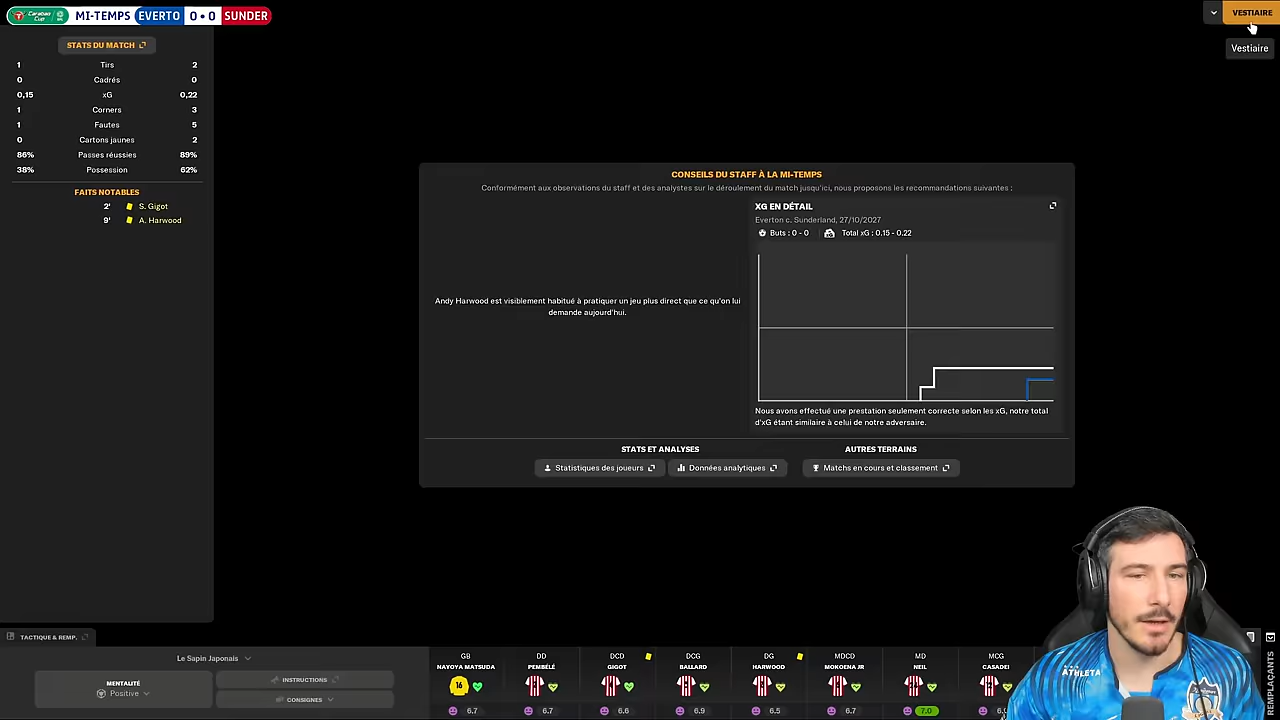 Carabao Cup EFL MI-TEMPS EVERTO 0 - 0 SUNDER
VESTIAIRE
Vestiaire
STATS DU MATCH
1 Tirs 2
0 Cadrés 0
0,15 xG 0,22
1 Corners 3
1 Fautes 5
0 Cartons jaunes 2
86% Passes réussies 89%
38% Possession 62%
FAITS NOTABLES
2' S. Gigot
9' A. Harwood
CONSEILS DU STAFF À LA MI-TEMPS
Conformément aux observations du staff et des analystes sur le déroulement du match jusqu'ici, nous proposons les recommandations suivantes :
Andy Harwood est visiblement habitué à pratiquer un jeu plus direct que ce qu'on lui
demande aujourd'hui.
XG EN DÉTAIL
Everton c. Sunderland, 27/10/2027
Buts : 0 - 0 Total xG : 0.15 - 0.22
Nous avons effectué une prestation seulement correcte selon les xG, notre total
d'xG étant similaire à celui de notre adversaire.
STATS ET ANALYSES
Statistiques des joueurs
Données analytiques
AUTRES TERRAINS
Matchs en cours et classement
TACTIQUE & REMP.
Le Sapin Japonais
MENTALITÉ
Positive
INSTRUCTIONS
CONSIGNES
GB DD DCD DCG DG MDCD MD MCG
NAYOYA MATSUDA PEMBÉLÉ GIGOT BALLARD HARWOOD MOKOENA JR NEIL CASADEI
16
6.7 6.7 6.6 6.9 6.5 6.7 7.0
REMPLAÇANTS
ATHLETA